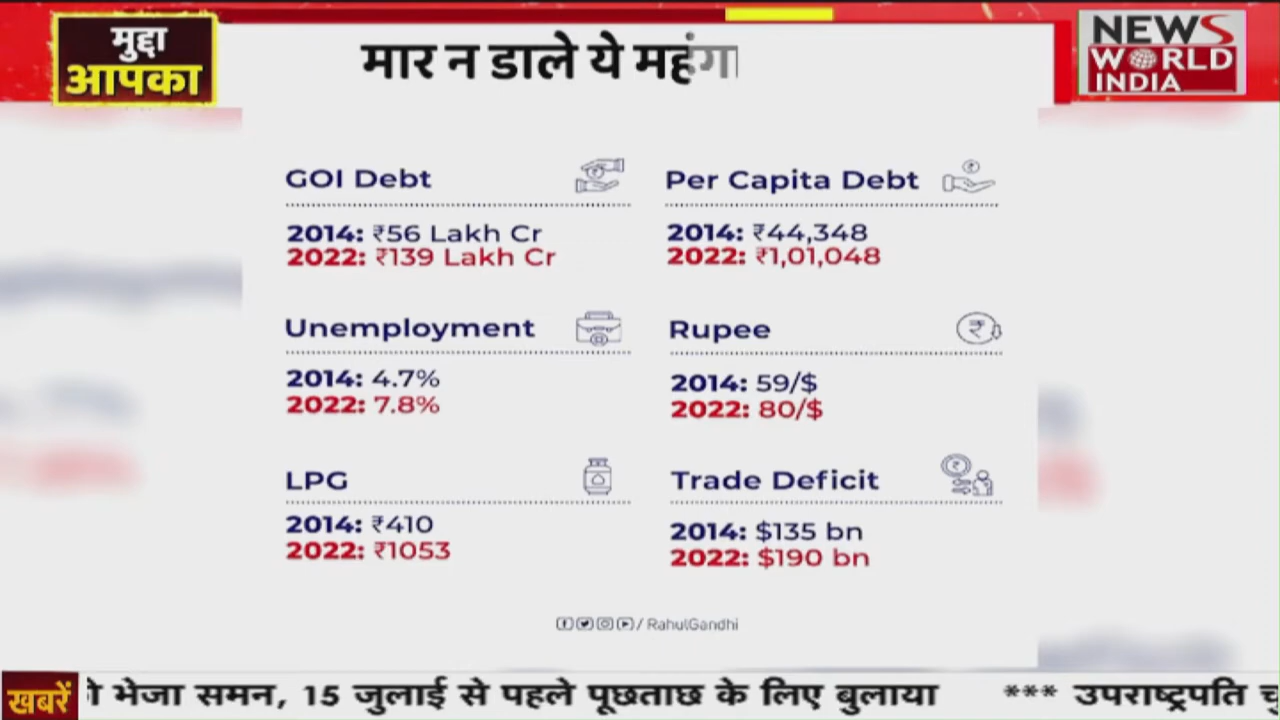 मुद्दा
आपका
मार न डाले ये महंगा
NEWS
WORLD
INDIA
GOI Debt
2014: ₹56 Lakh Cr
2022: ₹139 Lakh Cr
Per Capita Debt
2014: ₹44,348
2022: ₹1,01,048
Unemployment
2014: 4.7%
2022: 7.8%
Rupee
2014: 59/$
2022: 80/$
LPG
2014: ₹410
2022: ₹1053
Trade Deficit
2014: $135 bn
2022: $190 bn
/ RahulGandhi
खबरें
भेजा समन, 15 जुलाई से पहले पूछताछ के लिए बुलाया *** उपराष्ट्रपति